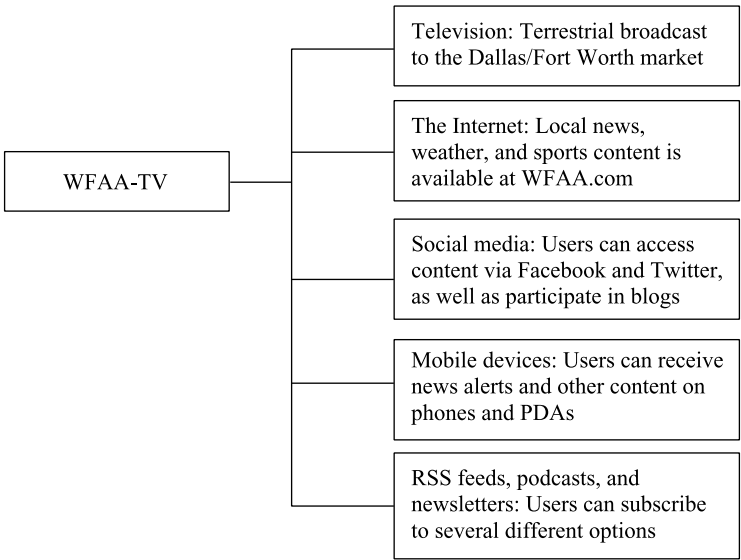 Television: Terrestrial broadcast
to the Dallas/Fort Worth market
The Internet: Local news,
weather, and sports content is
available at WFAA.com
WFAA-TV
Social media: Users can access
content via Facebook and Twitter,
as well as participate in blogs
Mobile devices: Users can receive
news alerts and other content on
phones and PDAs
RSS feeds, podcasts, and
newsletters: Users can subscribe
to several different options